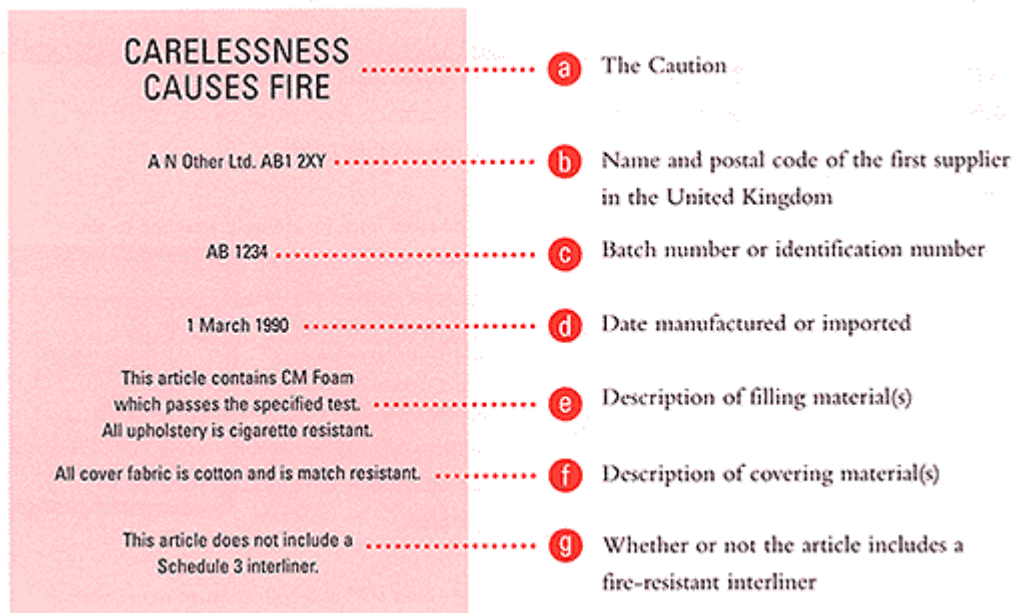 CARELESSNESS
CAUSES FIRE
a The Caution
A N Other Ltd. AB1 2XY
b Name and postal code of the first supplier
in the United Kingdom
AB 1234
c Batch number or identification number
1 March 1990
d Date manufactured or imported
This article contains CM Foam
which passes the specified test.
All upholstery is cigarette resistant.
e Description of filling material(s)
All cover fabric is cotton and is match resistant.
f Description of covering material(s)
This article does not include a
Schedule 3 interliner.
g Whether or not the article includes a
fire-resistant interliner